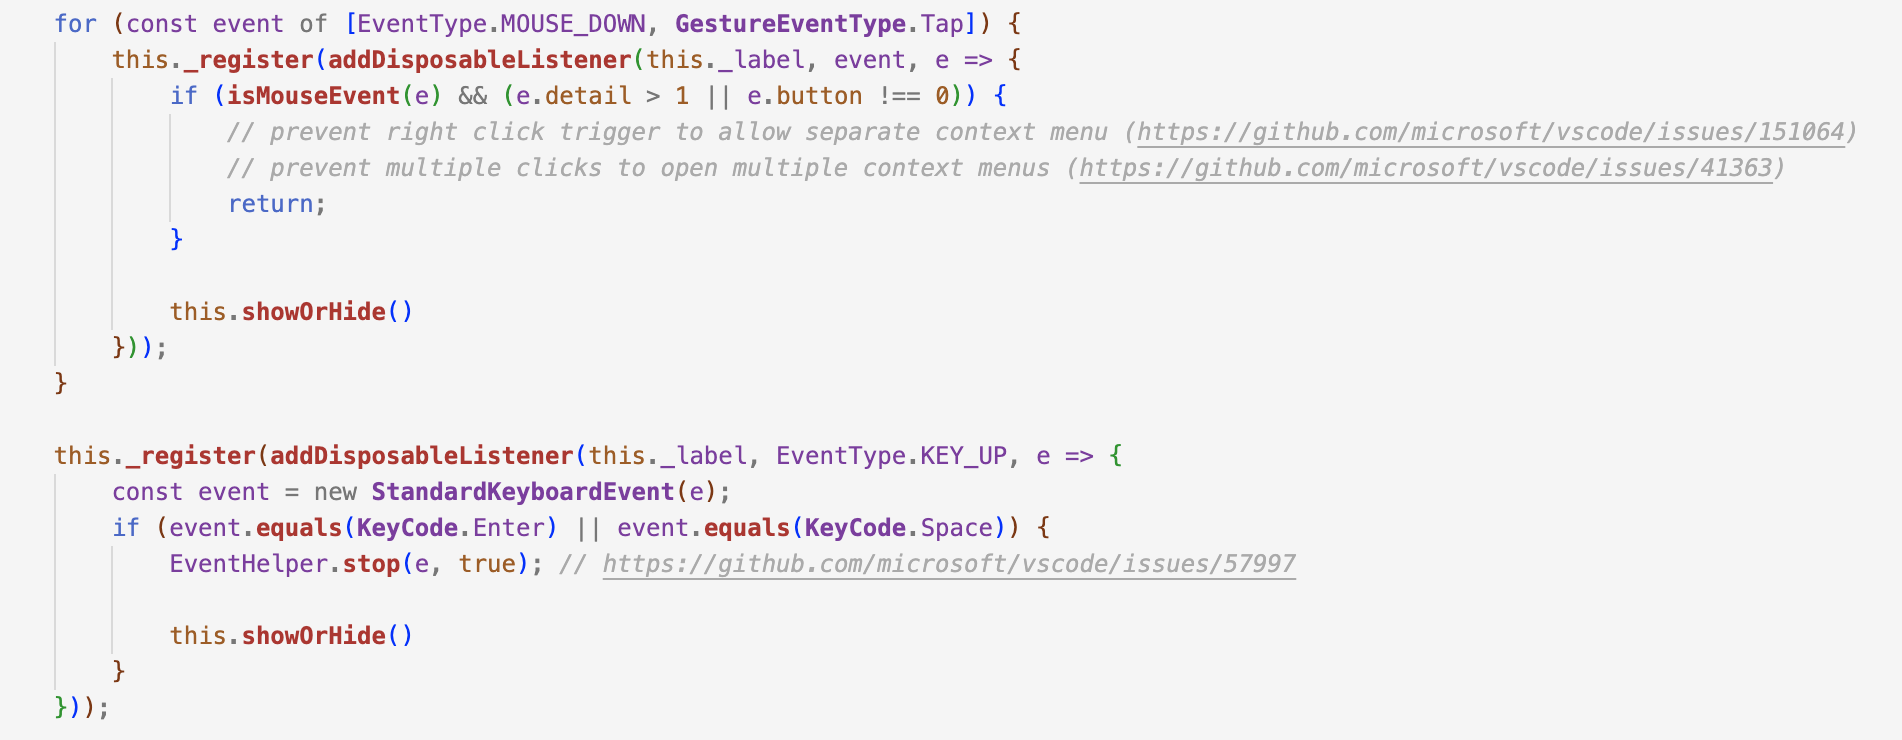 for (const event of [EventType.MOUSE_DOWN, GestureEventType.Tap]) {
    this._register(addDisposableListener(this._label, event, e => {
        if (isMouseEvent(e) && (e.detail > 1 || e.button !== 0)) {
            // prevent right click trigger to allow separate context menu (https://github.com/microsoft/vscode/issues/151064)
            // prevent multiple clicks to open multiple context menus (https://github.com/microsoft/vscode/issues/41363)
            return;
        }

        this.showOrHide()
    }));
}

this._register(addDisposableListener(this._label, EventType.KEY_UP, e => {
    const event = new StandardKeyboardEvent(e);
    if (event.equals(KeyCode.Enter) || event.equals(KeyCode.Space)) {
        EventHelper.stop(e, true); // https://github.com/microsoft/vscode/issues/57997

        this.showOrHide()
    }
}));